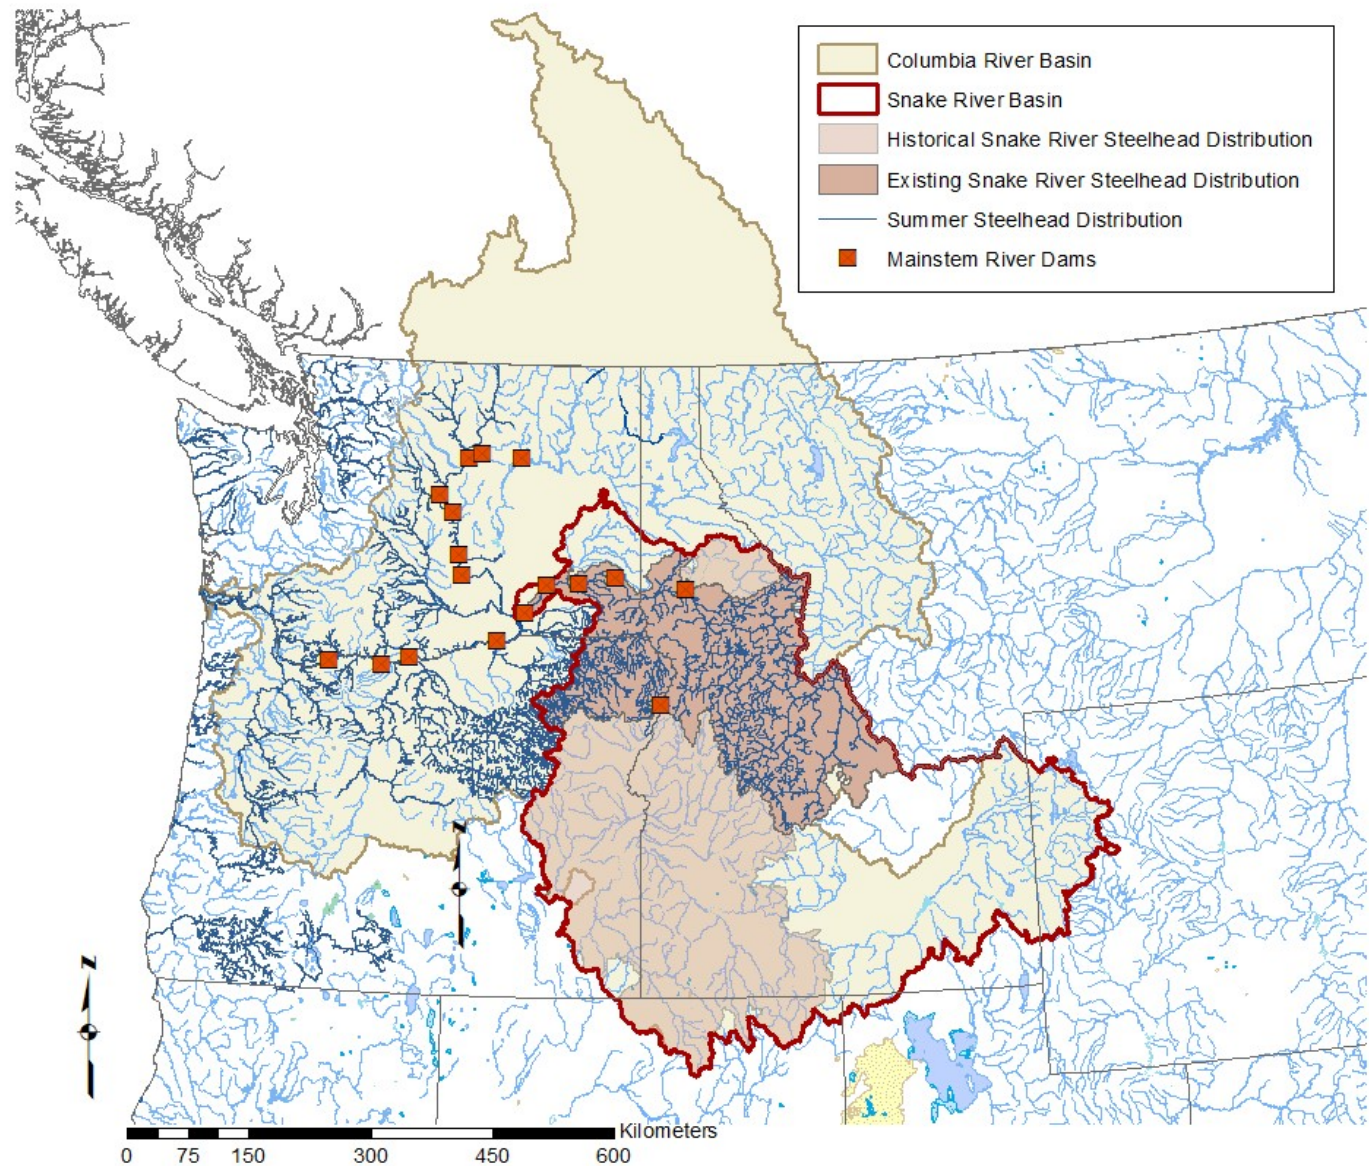 Columbia River Basin
Snake River Basin
Historical Snake River Steelhead Distribution
Existing Snake River Steelhead Distribution
Summer Steelhead Distribution
Mainstem River Dams
N
N
Kilometers
0 75 150 300 450 600